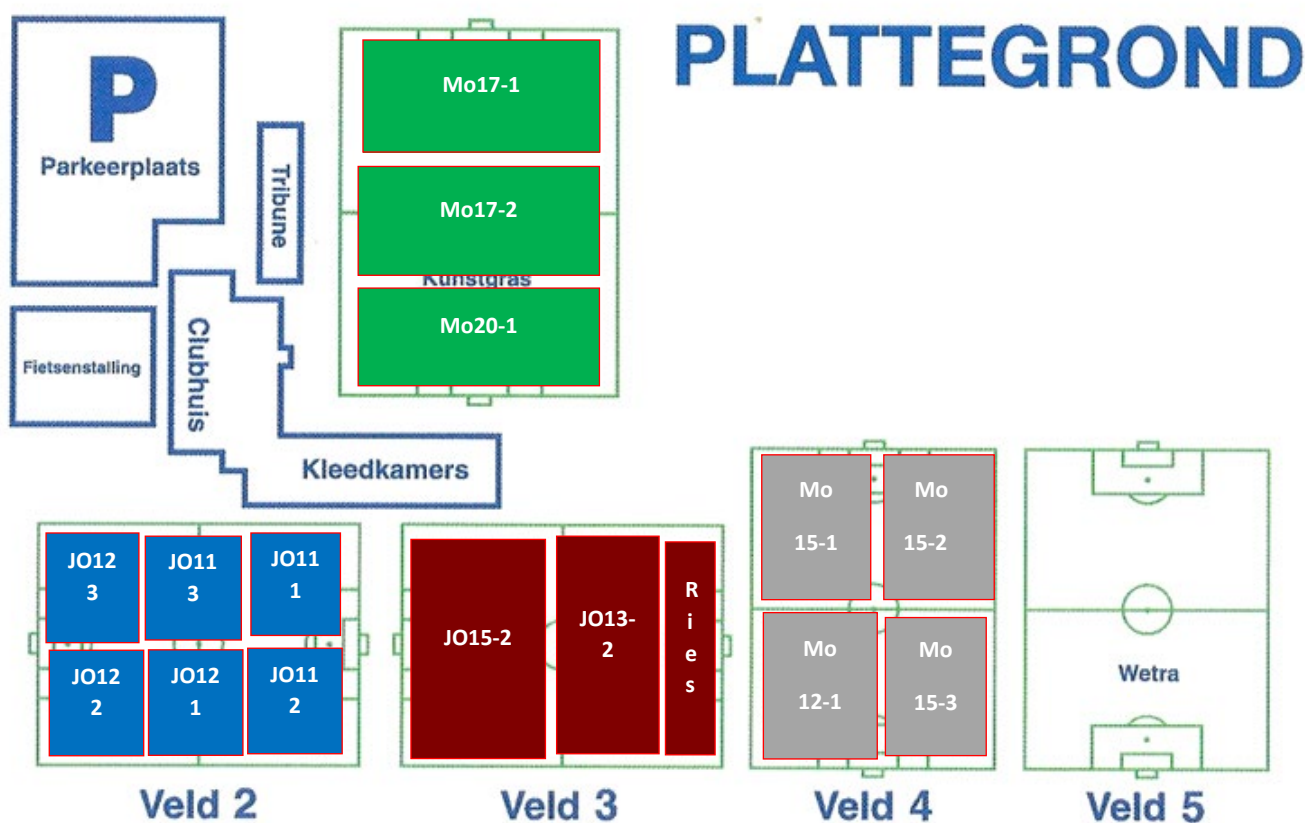 PLATTEGROND
P
Parkeerplaats
Tribune
Mo17-1
Mo17-2
Kunstgras
Mo20-1
Fietsenstalling
Clubhuis
Kleedkamers
JO12
3
JO11
3
JO11
1
JO12
2
JO12
1
JO11
2
Veld 2
JO15-2
JO13-
2
Ries
Veld 3
Mo
15-1
Mo
15-2
Mo
12-1
Mo
15-3
Veld 4
Wetra
Veld 5